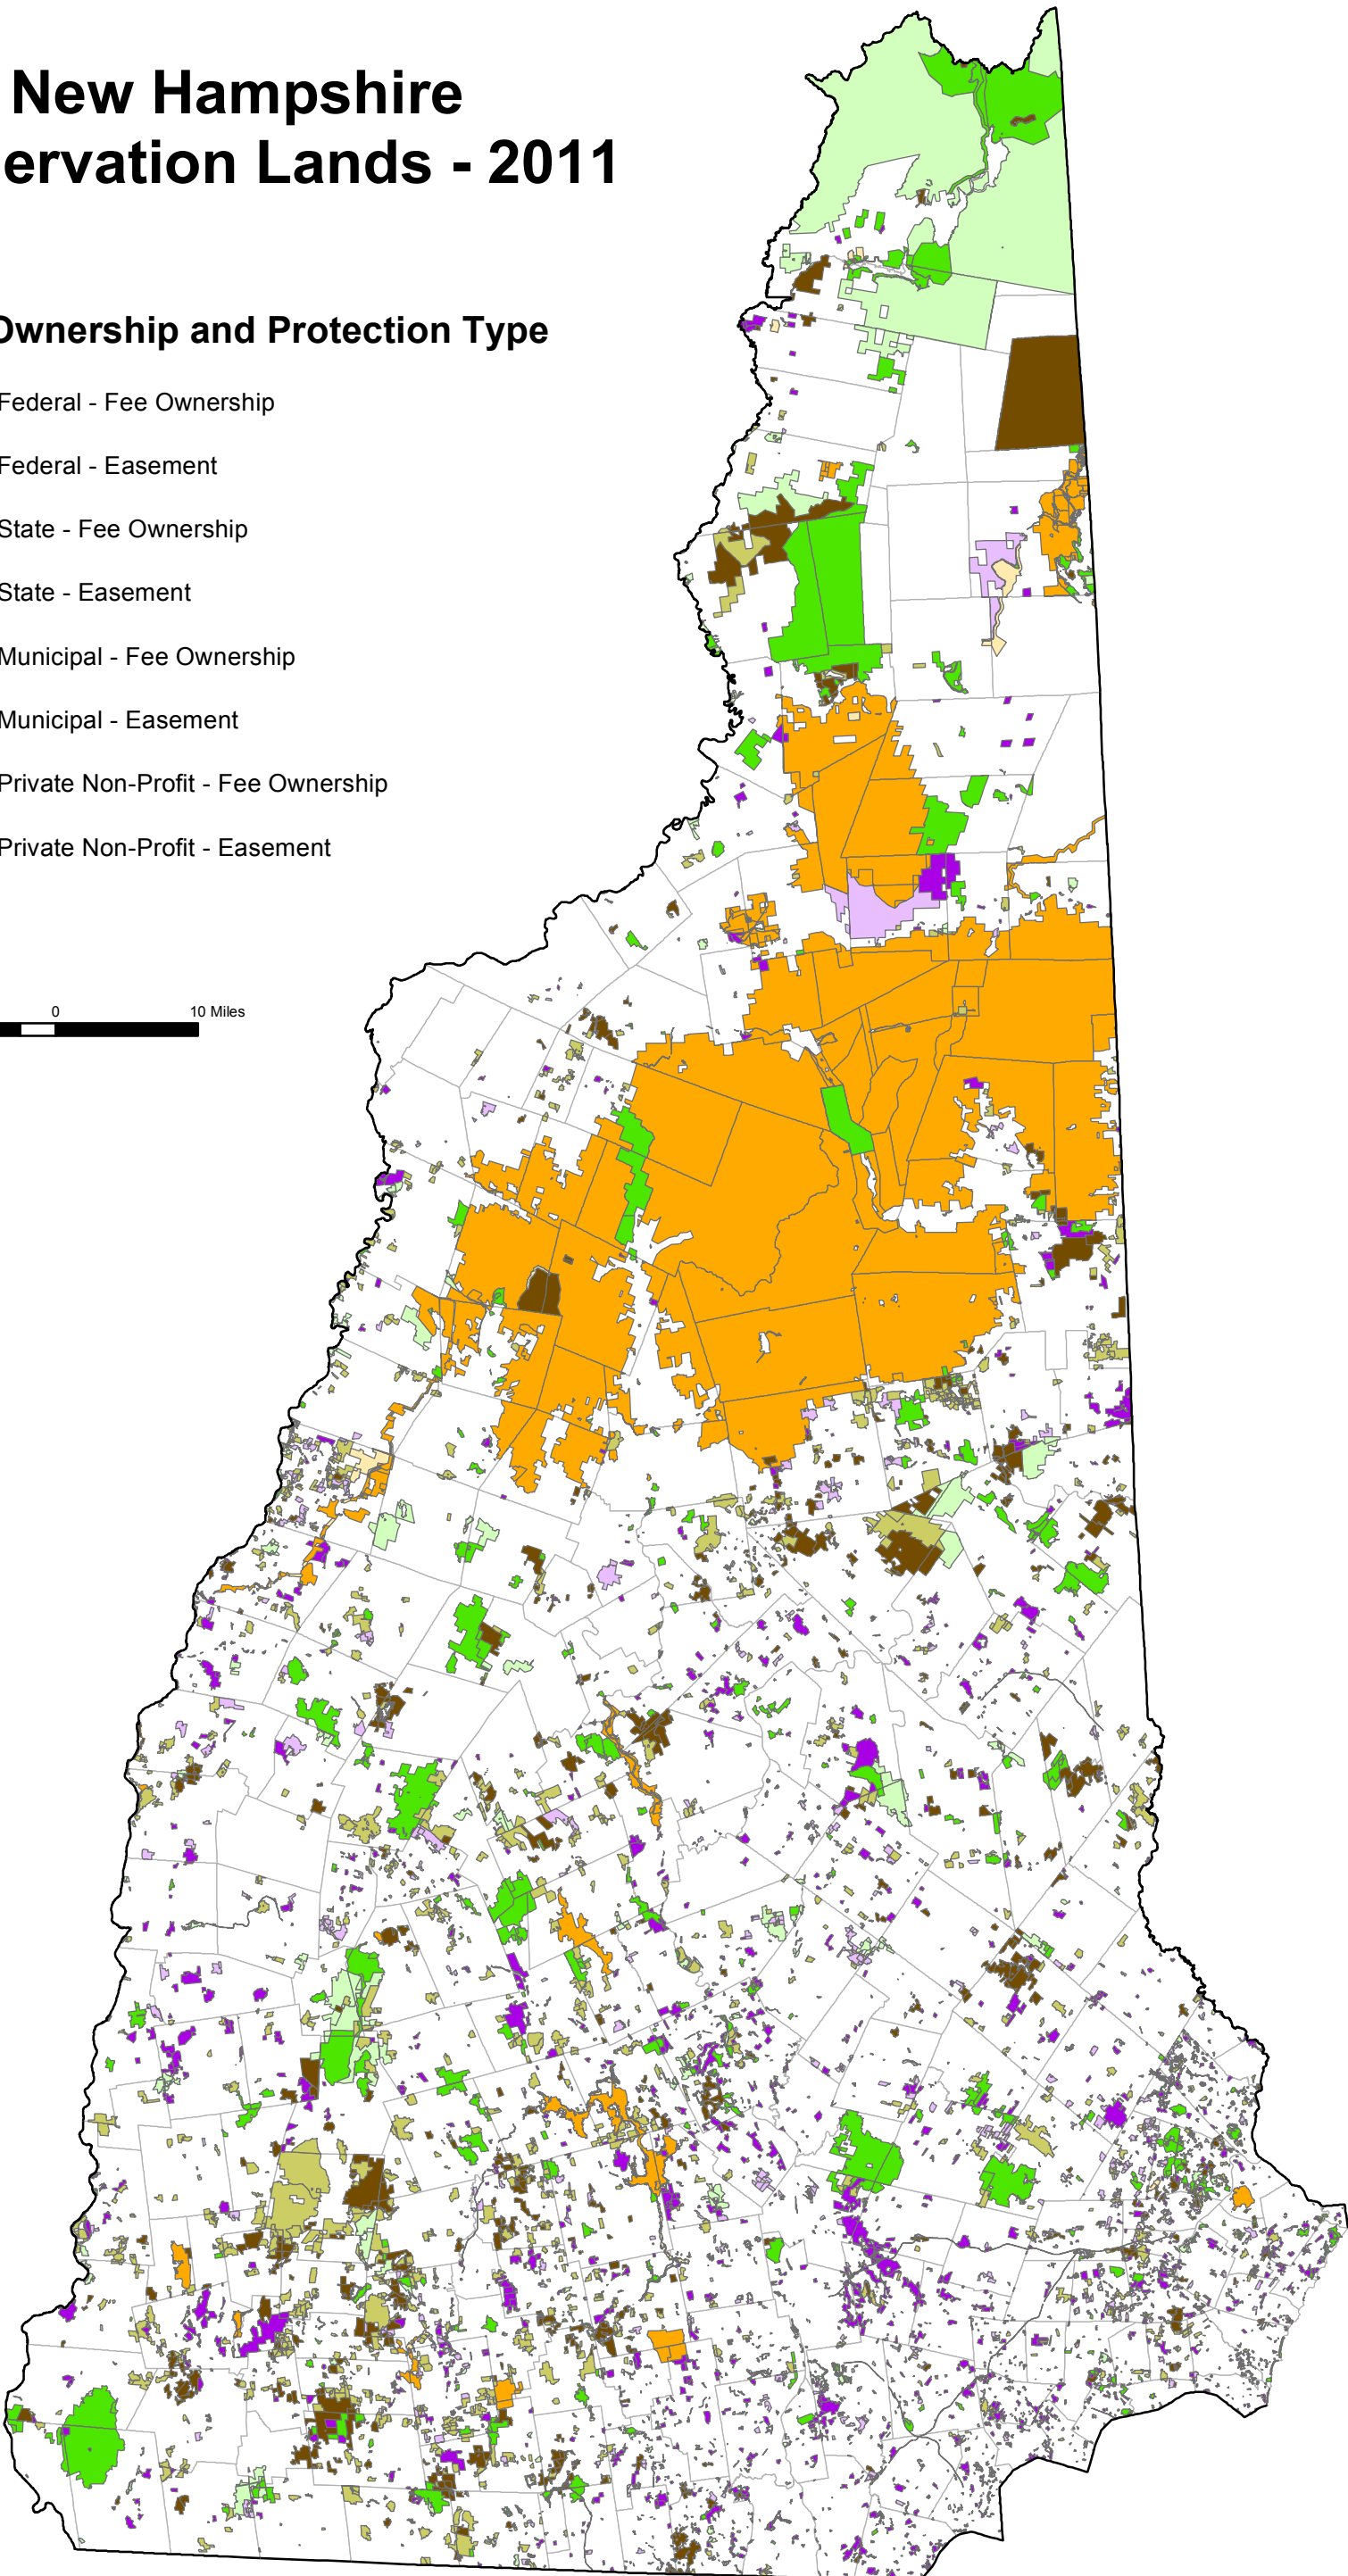 New Hampshire
ervation Lands - 2011
Ownership and Protection Type
Federal - Fee Ownership
Federal - Easement
State - Fee Ownership
State - Easement
Municipal - Fee Ownership
Municipal - Easement
Private Non-Profit - Fee Ownership
Private Non-Profit - Easement
0 10 Miles